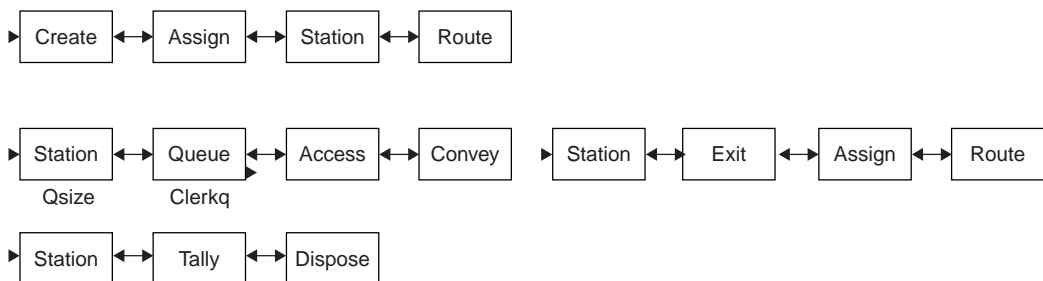 Create Assign Station Route
Station Queue Access Convey Station Exit Assign Route
Qsize Clerkq
Station Tally Dispose